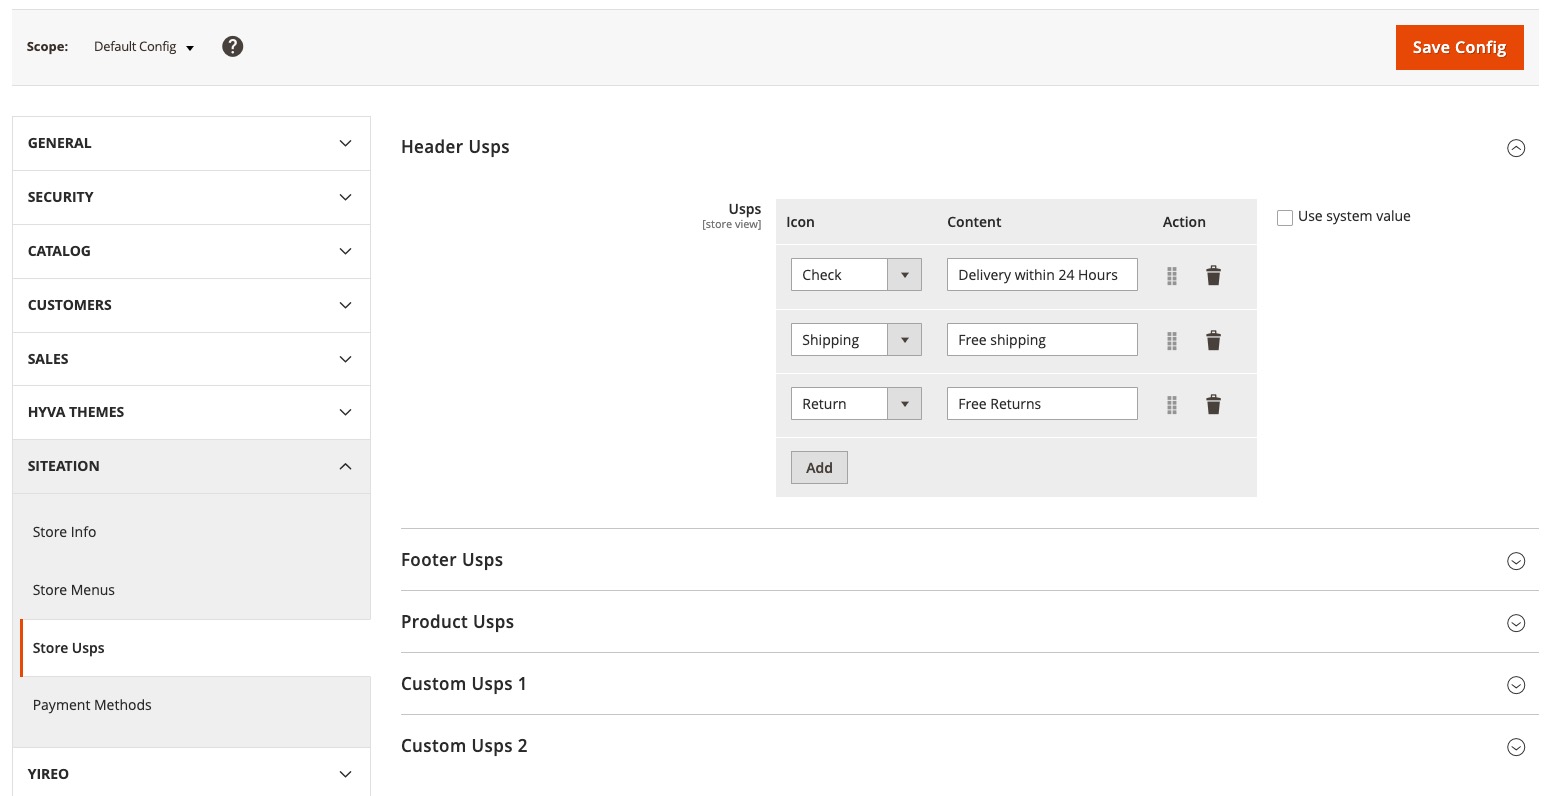 Scope: Default Config ?
Save Config
GENERAL
SECURITY
CATALOG
CUSTOMERS
SALES
HYVA THEMES
SITEATION
Store Info
Store Menus
Store Usps
Payment Methods
YIREO
Header Usps
Usps
[store view]
Icon Content Action
Check Delivery within 24 Hours
Shipping Free shipping
Return Free Returns
Add
Use system value
Footer Usps
Product Usps
Custom Usps 1
Custom Usps 2